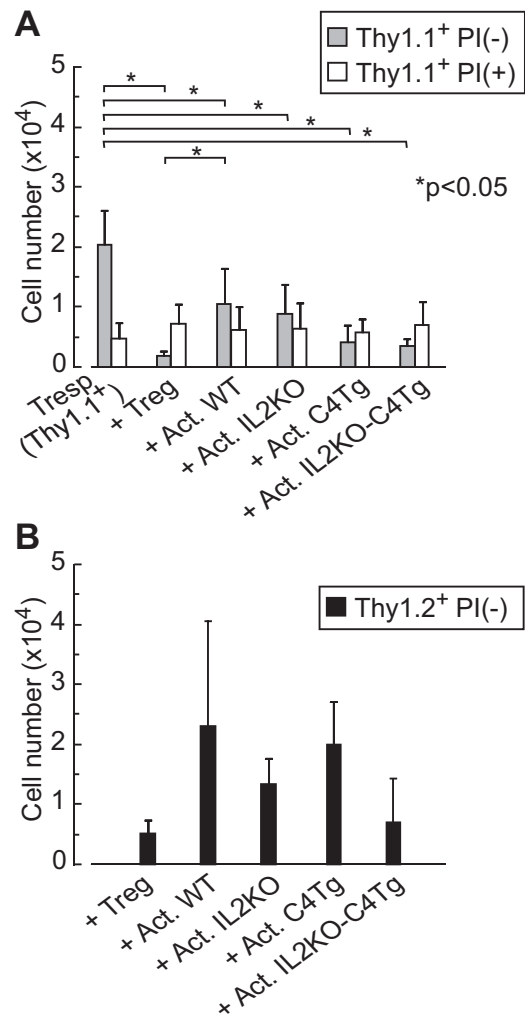 A
Thy1.1+ PI(-)
Thy1.1+ PI(+)
Cell number (x10⁴)
5
4
3
2
1
0
*
*
*
*
*
*
*p<0.05
Tresp
(Thy1.1+)
+ Treg
+ Act. WT
+ Act. IL2KO
+ Act. C4Tg
+ Act. IL2KO-C4Tg
B
Thy1.2+ PI(-)
Cell number (x10⁴)
5
4
3
2
1
0
+ Treg
+ Act. WT
+ Act. IL2KO
+ Act. C4Tg
+ Act. IL2KO-C4Tg